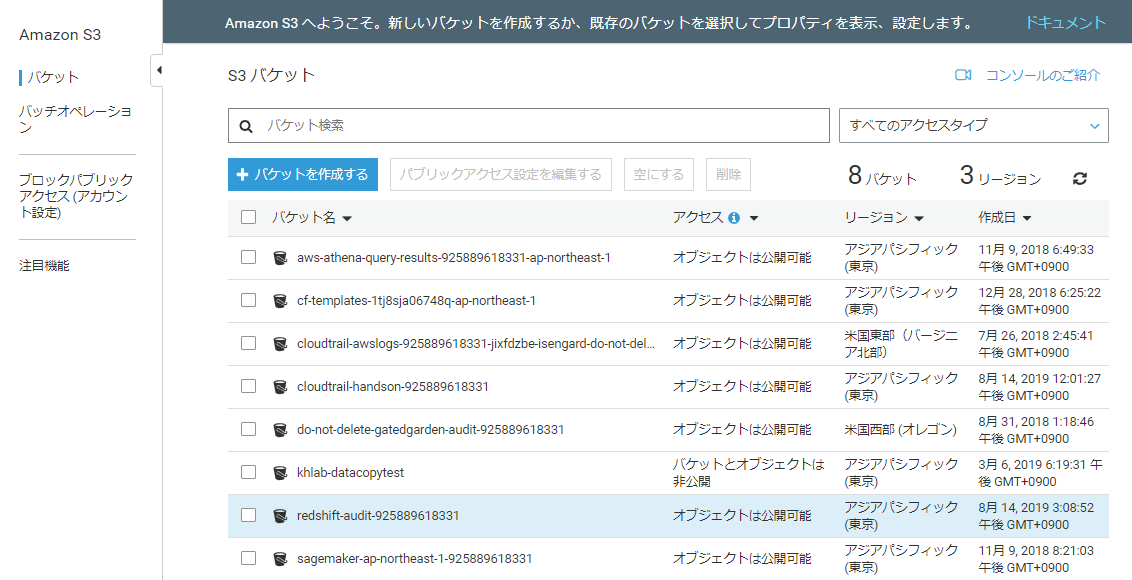 Amazon S3 へようこそ。新しいバケットを作成するか、既存のバケットを選択してプロパティを表示、設定します。 ドキュメント
Amazon S3
バケット
バッチオペレーショ
ン
ブロックパブリック
アクセス (アカウン
ト設定)
注目機能
S3 バケット コンソールのご紹介
バケット検索 すべてのアクセスタイプ
バケットを作成する パブリックアクセス設定を編集する 空にする 削除 8 バケット 3 リージョン
バケット名 アクセス リージョン 作成日
aws-athena-query-results-925889618331-ap-northeast-1 オブジェクトは公開可能 アジアパシフィック 11月 9, 2018 6:49:33
(東京) 午後 GMT+0900
cf-templates-1tj8sja06748q-ap-northeast-1 オブジェクトは公開可能 アジアパシフィック 12月 28, 2018 6:25:22
(東京) 午後 GMT+0900
cloudtrail-awslogs-925889618331-jixfdzbe-isengard-do-not-del... オブジェクトは公開可能 米国東部（バージニ 7月 26, 2018 2:45:41
ア北部） 午後 GMT+0900
cloudtrail-handson-925889618331 オブジェクトは公開可能 アジアパシフィック 8月 14, 2019 12:01:27
(東京) 午後 GMT+0900
do-not-delete-gatedgarden-audit-925889618331 オブジェクトは公開可能 米国西部 (オレゴン) 8月 31, 2018 1:18:46
午後 GMT+0900
khlab-datacopytest バケットとオブジェクトは アジアパシフィック 3月 6, 2019 6:19:31 午
非公開 (東京) 後 GMT+0900
redshift-audit-925889618331 オブジェクトは公開可能 アジアパシフィック 8月 14, 2019 3:08:52
(東京) 午後 GMT+0900
sagemaker-ap-northeast-1-925889618331 オブジェクトは公開可能 アジアパシフィック 11月 9, 2018 8:21:03
(東京) 午後 GMT+0900